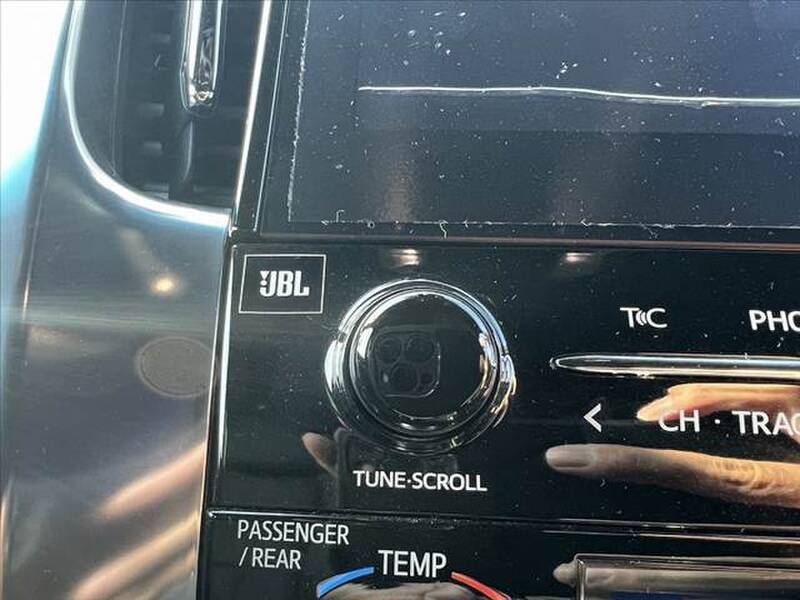 JBL
T((C
PHO
< CH · TRAC
TUNE·SCROLL
PASSENGER
/ REAR
TEMP